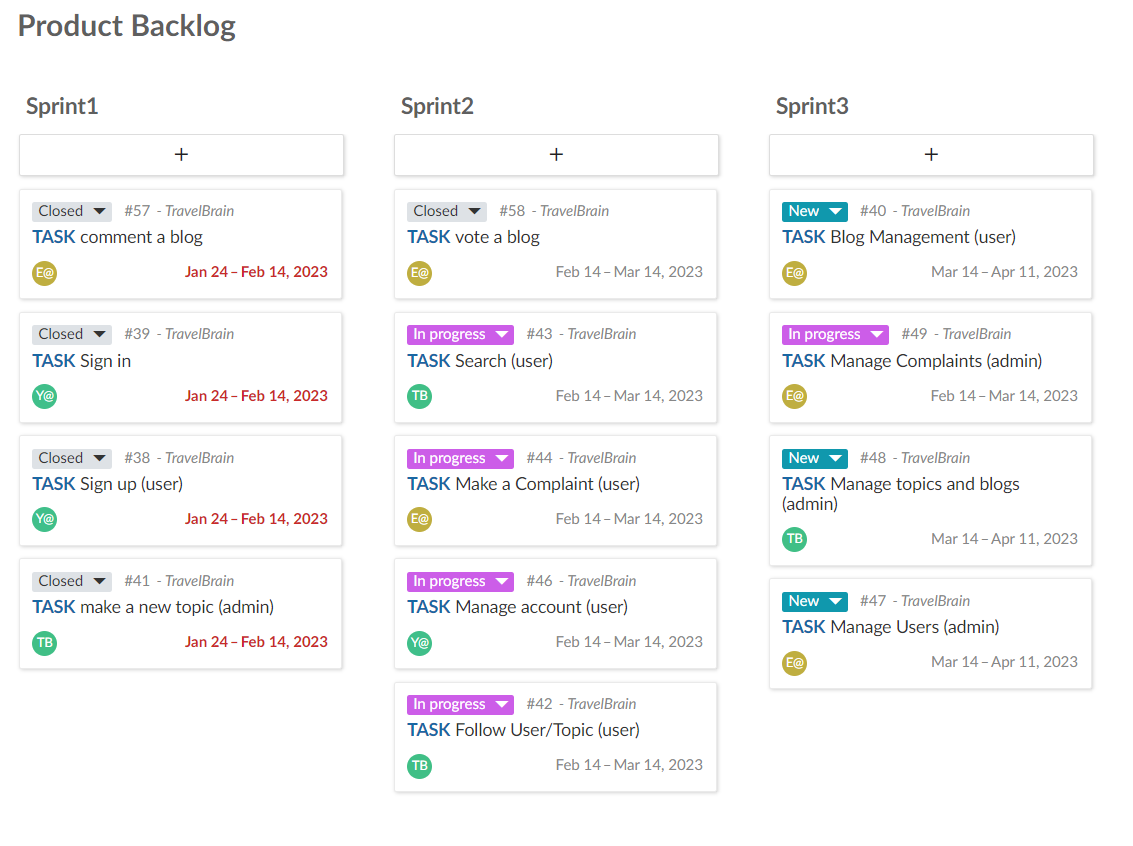 Product Backlog
Sprint1
+
Closed #57 - TravelBrain
TASK comment a blog
E@ Jan 24 – Feb 14, 2023
Closed #39 - TravelBrain
TASK Sign in
Y@ Jan 24 – Feb 14, 2023
Closed #38 - TravelBrain
TASK Sign up (user)
Y@ Jan 24 – Feb 14, 2023
Closed #41 - TravelBrain
TASK make a new topic (admin)
TB Jan 24 – Feb 14, 2023
Sprint2
+
Closed #58 - TravelBrain
TASK vote a blog
E@ Feb 14 – Mar 14, 2023
In progress #43 - TravelBrain
TASK Search (user)
TB Feb 14 – Mar 14, 2023
In progress #44 - TravelBrain
TASK Make a Complaint (user)
E@ Feb 14 – Mar 14, 2023
In progress #46 - TravelBrain
TASK Manage account (user)
Y@ Feb 14 – Mar 14, 2023
In progress #42 - TravelBrain
TASK Follow User/Topic (user)
TB Feb 14 – Mar 14, 2023
Sprint3
+
New #40 - TravelBrain
TASK Blog Management (user)
E@ Mar 14 – Apr 11, 2023
In progress #49 - TravelBrain
TASK Manage Complaints (admin)
E@ Feb 14 – Mar 14, 2023
New #48 - TravelBrain
TASK Manage topics and blogs
(admin)
TB Mar 14 – Apr 11, 2023
New #47 - TravelBrain
TASK Manage Users (admin)
E@ Mar 14 – Apr 11, 2023